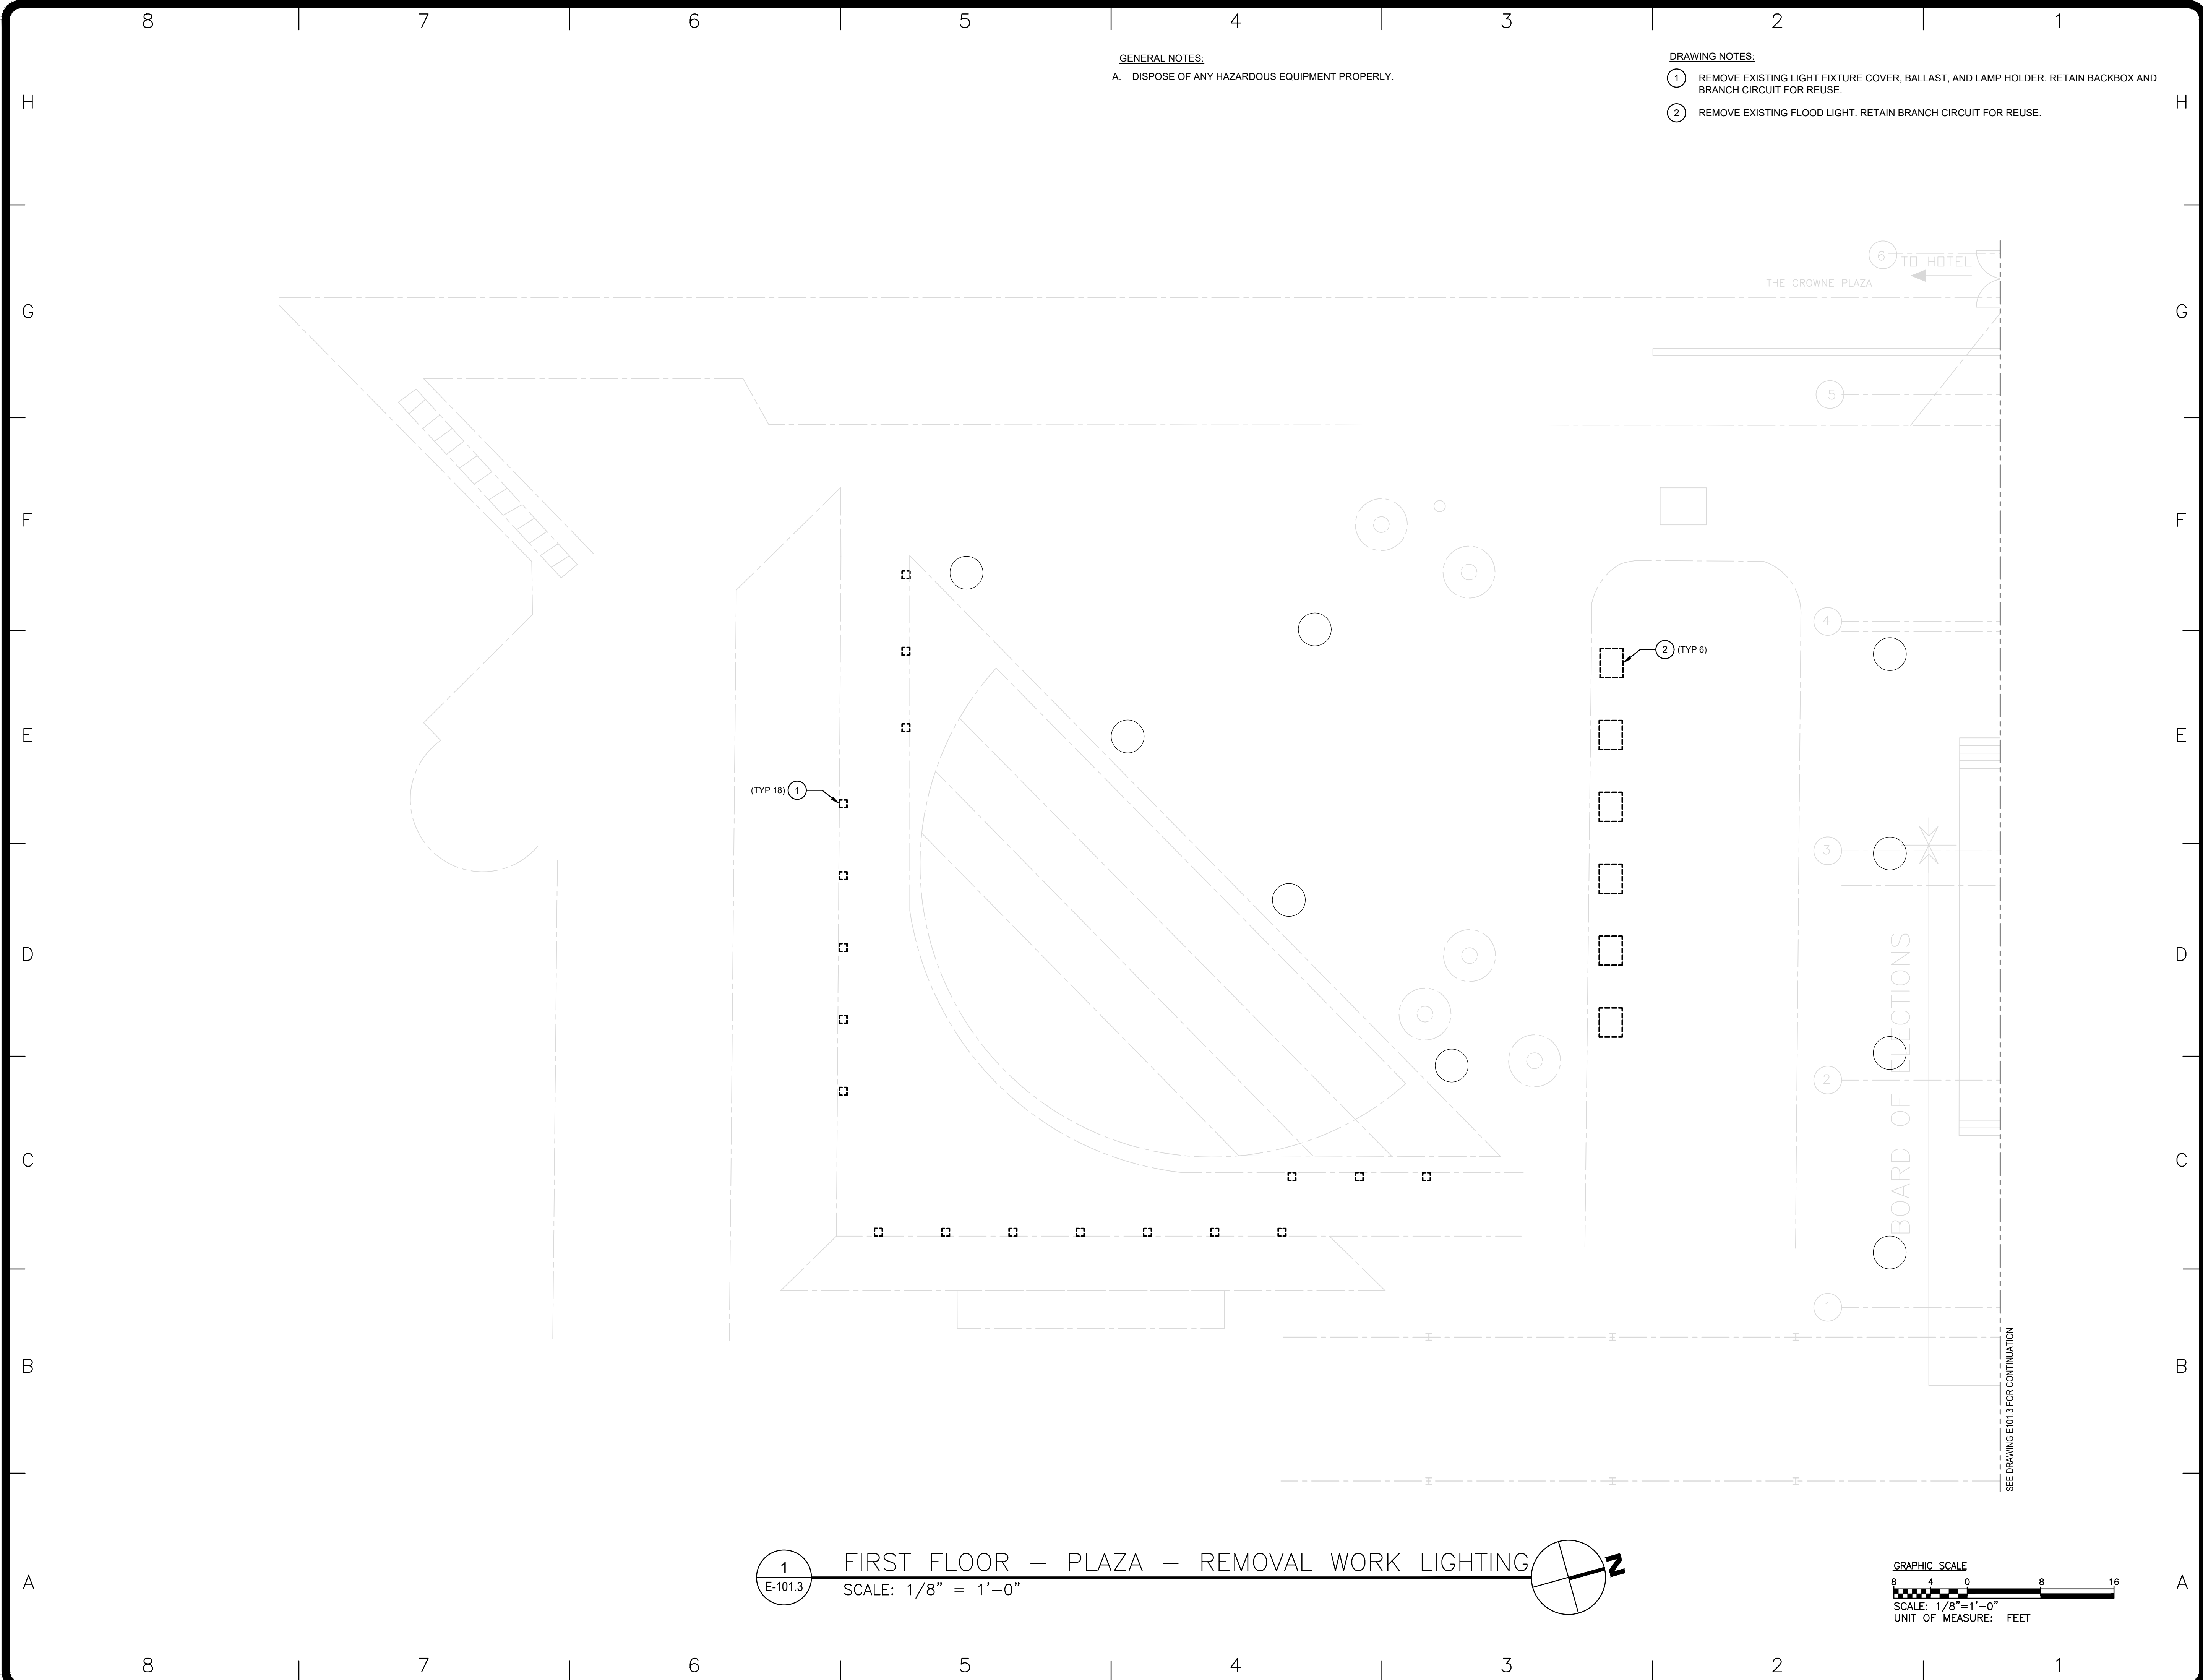 8 7 6 5 4 3 2 1
GENERAL NOTES:
A. DISPOSE OF ANY HAZARDOUS EQUIPMENT PROPERLY.
DRAWING NOTES:
1 REMOVE EXISTING LIGHT FIXTURE COVER, BALLAST, AND LAMP HOLDER. RETAIN BACKBOX AND
BRANCH CIRCUIT FOR REUSE.
2 REMOVE EXISTING FLOOD LIGHT. RETAIN BRANCH CIRCUIT FOR REUSE.
H H
6 TO HOTEL
THE CROWNE PLAZA
G G
5
F F
4
2 (TYP 6)
E E
(TYP 18) 1
3
D D
BOARD OF ELECTIONS
2
C C
1
SEE DRAWING E101.3 FOR CONTINUATION
B B
1
E-101.3
FIRST FLOOR – PLAZA – REMOVAL WORK LIGHTING
SCALE: 1/8" = 1'–0"
N
GRAPHIC SCALE
8 4 0 8 16
SCALE: 1/8"=1'–0"
UNIT OF MEASURE: FEET
A A
8 7 6 5 4 3 2 1